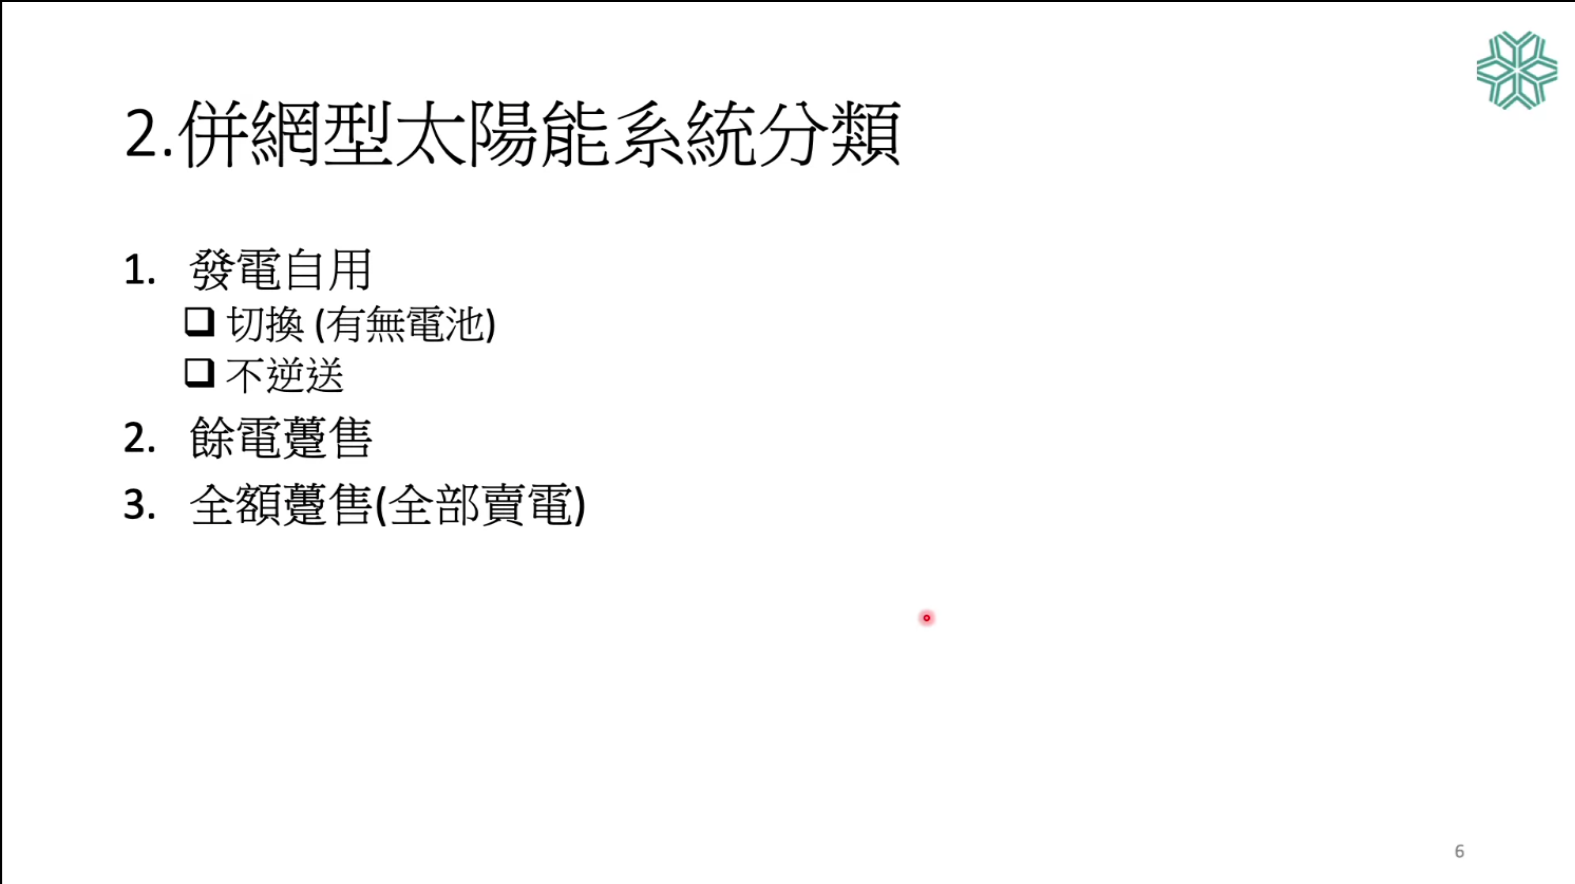 2.併網型太陽能系統分類
1. 發電自用
❑ 切換 (有無電池)
❑ 不逆送
2. 餘電躉售
3. 全額躉售(全部賣電)
6